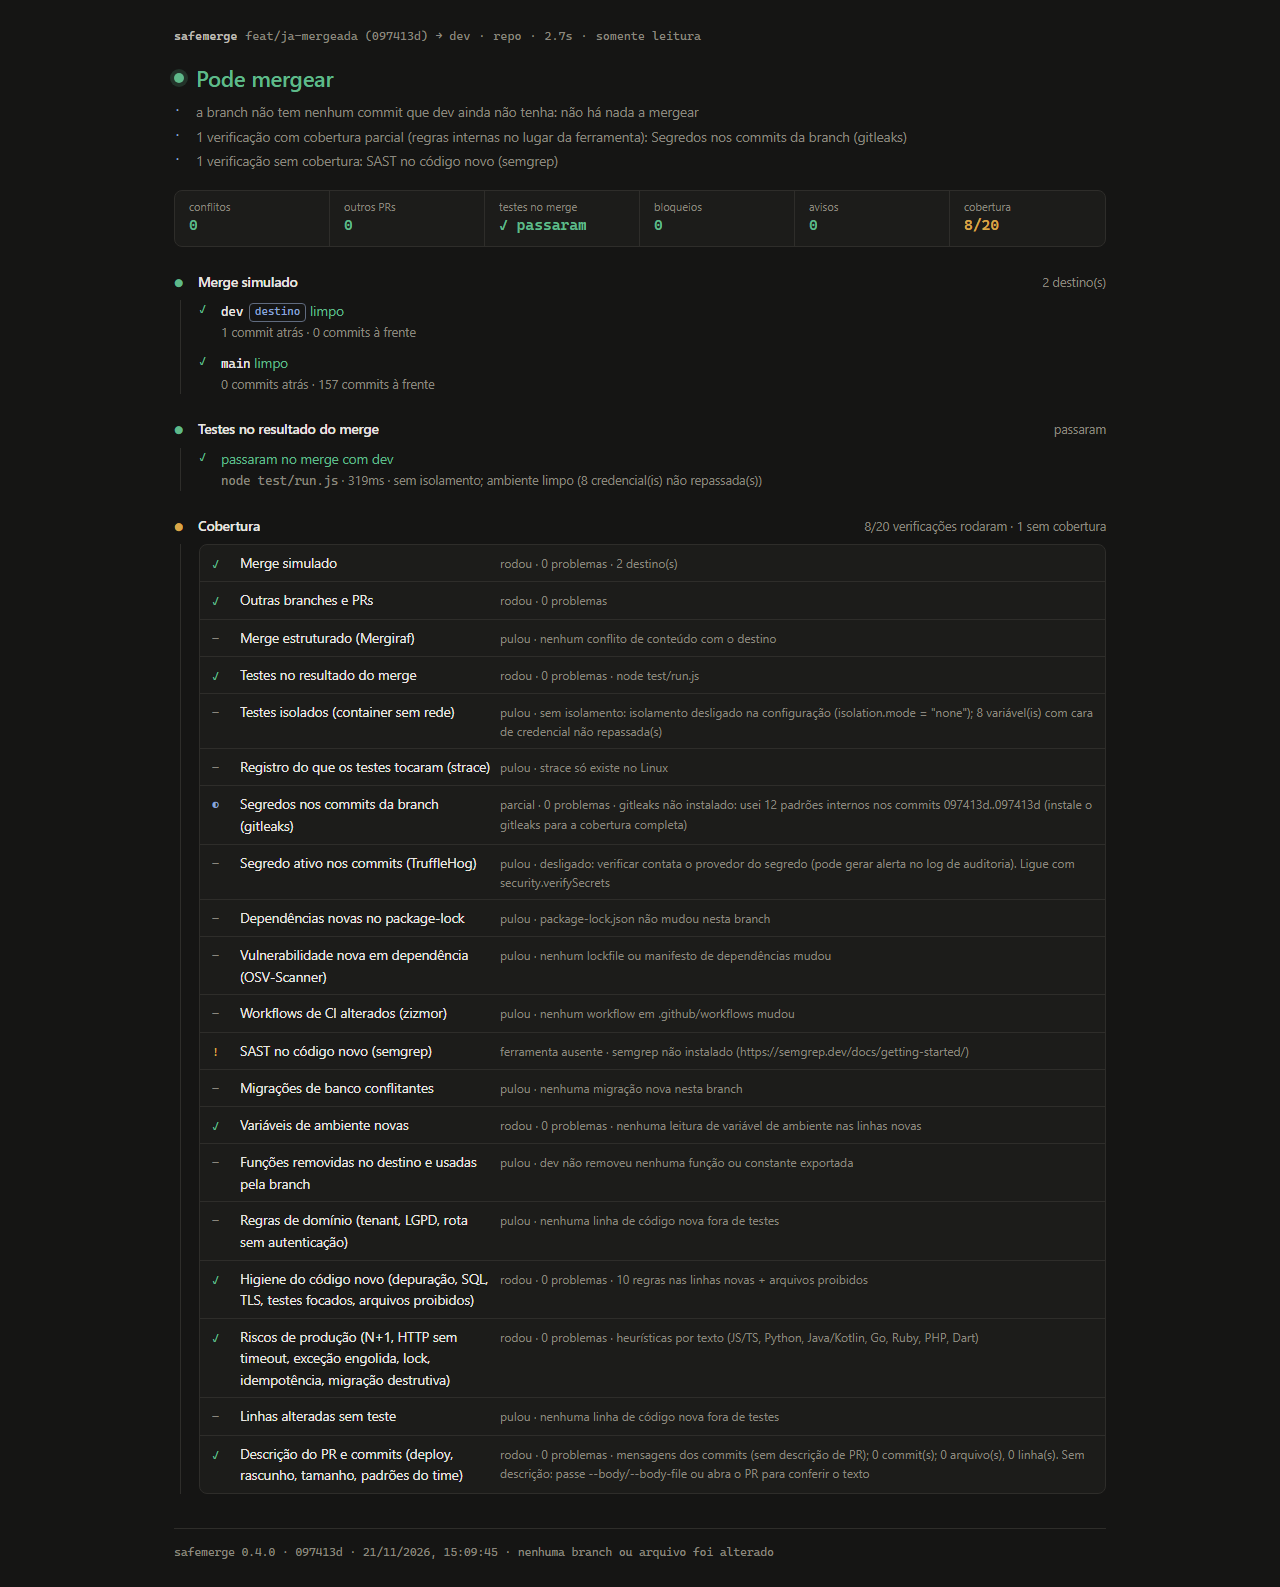 safemerge feat/ja-mergeada (097413d) → dev · repo · 2.7s · somente leitura
Pode mergear
· a branch não tem nenhum commit que dev ainda não tenha: não há nada a mergear
· 1 verificação com cobertura parcial (regras internas no lugar da ferramenta): Segredos nos commits da branch (gitleaks)
· 1 verificação sem cobertura: SAST no código novo (semgrep)
conflitos outros PRs testes no merge bloqueios avisos cobertura
0 0 ✓ passaram 0 0 8/20
Merge simulado 2 destino(s)
✓ dev destino limpo
1 commit atrás · 0 commits à frente
✓ main limpo
0 commits atrás · 157 commits à frente
Testes no resultado do merge passaram
✓ passaram no merge com dev
node test/run.js · 319ms · sem isolamento; ambiente limpo (8 credencial(is) não repassada(s))
Cobertura 8/20 verificações rodaram · 1 sem cobertura
✓ Merge simulado rodou · 0 problemas · 2 destino(s)
✓ Outras branches e PRs rodou · 0 problemas
— Merge estruturado (Mergiraf) pulou · nenhum conflito de conteúdo com o destino
✓ Testes no resultado do merge rodou · 0 problemas · node test/run.js
— Testes isolados (container sem rede) pulou · sem isolamento: isolamento desligado na configuração (isolation.mode = "none"); 8 variável(is) com cara
de credencial não repassada(s)
— Registro do que os testes tocaram (strace) pulou · strace só existe no Linux
◐ Segredos nos commits da branch parcial · 0 problemas · gitleaks não instalado: usei 12 padrões internos nos commits 097413d..097413d (instale o
(gitleaks) gitleaks para a cobertura completa)
— Segredo ativo nos commits (TruffleHog) pulou · desligado: verificar contata o provedor do segredo (pode gerar alerta no log de auditoria). Ligue com
security.verifySecrets
— Dependências novas no package-lock pulou · package-lock.json não mudou nesta branch
— Vulnerabilidade nova em dependência pulou · nenhum lockfile ou manifesto de dependências mudou
(OSV-Scanner)
— Workflows de CI alterados (zizmor) pulou · nenhum workflow em .github/workflows mudou
! SAST no código novo (semgrep) ferramenta ausente · semgrep não instalado (https://semgrep.dev/docs/getting-started/)
— Migrações de banco conflitantes pulou · nenhuma migração nova nesta branch
✓ Variáveis de ambiente novas rodou · 0 problemas · nenhuma leitura de variável de ambiente nas linhas novas
— Funções removidas no destino e usadas pulou · dev não removeu nenhuma função ou constante exportada
pela branch
— Regras de domínio (tenant, LGPD, rota pulou · nenhuma linha de código nova fora de testes
sem autenticação)
✓ Higiene do código novo (depuração, SQL, rodou · 0 problemas · 10 regras nas linhas novas + arquivos proibidos
TLS, testes focados, arquivos proibidos)
✓ Riscos de produção (N+1, HTTP sem rodou · 0 problemas · heurísticas por texto (JS/TS, Python, Java/Kotlin, Go, Ruby, PHP, Dart)
timeout, exceção engolida, lock,
idempotência, migração destrutiva)
— Linhas alteradas sem teste pulou · nenhuma linha de código nova fora de testes
✓ Descrição do PR e commits (deploy, rodou · 0 problemas · mensagens dos commits (sem descrição de PR); 0 commit(s); 0 arquivo(s), 0 linha(s). Sem
rascunho, tamanho, padrões do time) descrição: passe --body/--body-file ou abra o PR para conferir o texto
safemerge 0.4.0 · 097413d · 21/11/2026, 15:09:45 · nenhuma branch ou arquivo foi alterado